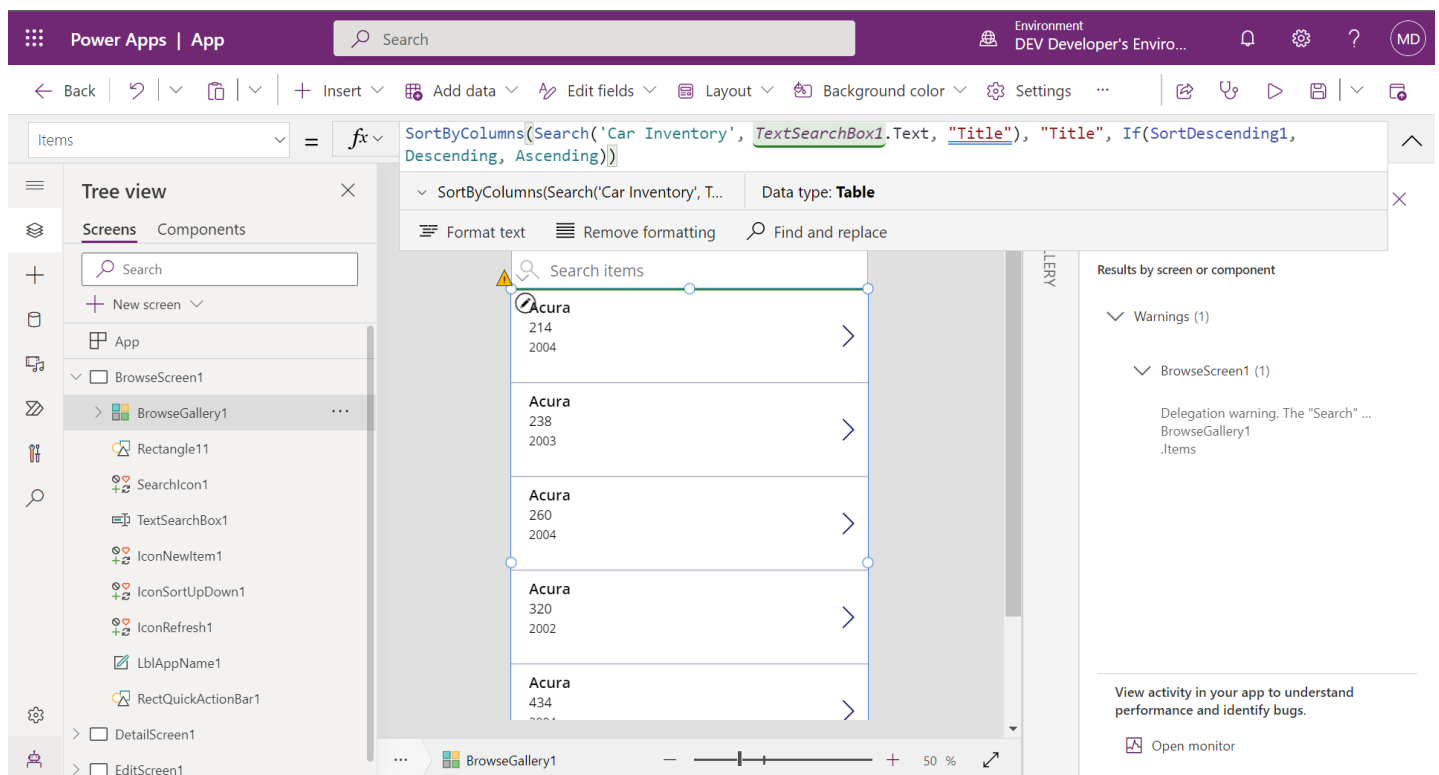 Power Apps | App
Search
Environment
DEV Developer's Enviro...
MD
Back
Insert
Add data
Edit fields
Layout
Background color
Settings
...
Items
=
fx
SortByColumns(Search('Car Inventory', TextSearchBox1.Text, "Title"), "Title", If(SortDescending1,
Descending, Ascending))
SortByColumns(Search('Car Inventory', T...
Data type: Table
Format text
Remove formatting
Find and replace
Tree view
Screens
Components
Search
New screen
App
BrowseScreen1
BrowseGallery1
...
Rectangle11
SearchIcon1
TextSearchBox1
IconNewItem1
IconSortUpDown1
IconRefresh1
LblAppName1
RectQuickActionBar1
DetailScreen1
EditScreen1
Search items
Acura
214
2004
Acura
238
2003
Acura
260
2004
Acura
320
2002
Acura
434
... BrowseGallery1
50 %
Results by screen or component
Warnings (1)
BrowseScreen1 (1)
Delegation warning. The "Search" ...
BrowseGallery1
.Items
View activity in your app to understand
performance and identify bugs.
Open monitor